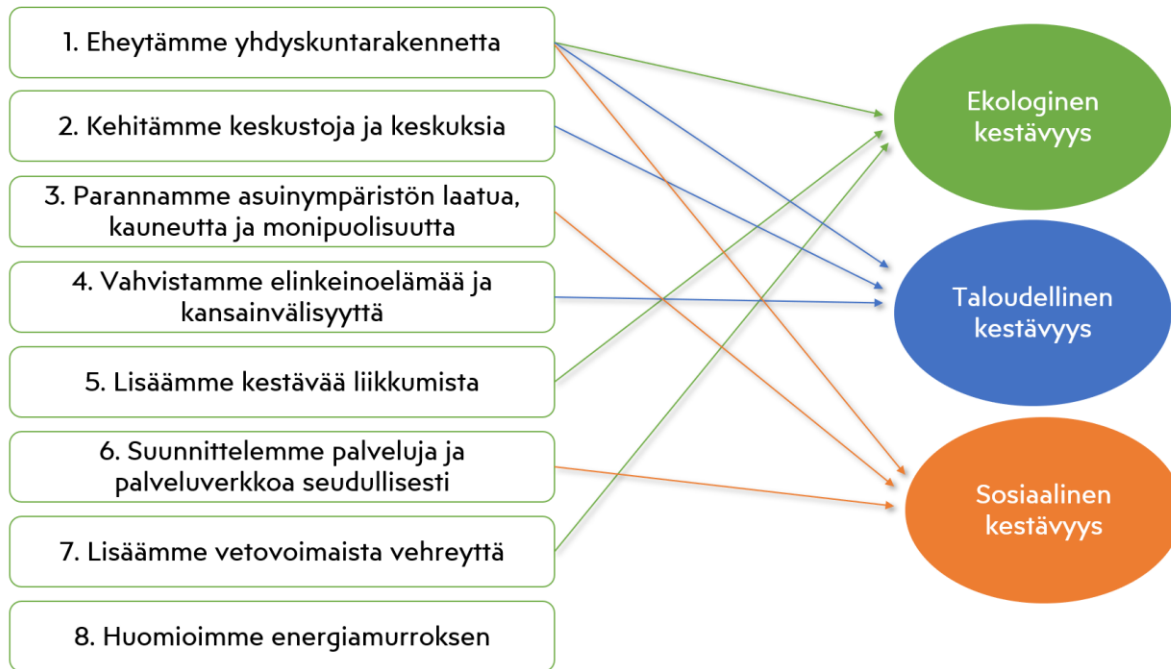 1. Eheytämme yhdyskuntarakennetta
2. Kehitämme keskustoja ja keskuksia
3. Parannamme asuinympäristön laatua,
kauneutta ja monipuolisuutta
4. Vahvistamme elinkeinoelämää ja
kansainvälisyyttä
5. Lisäämme kestävää liikkumista
6. Suunnittelemme palveluja ja
palveluverkkoa seudullisesti
7. Lisäämme vetovoimaista vehreyttä
8. Huomioimme energiamurroksen
Ekologinen
kestävyys
Taloudellinen
kestävyys
Sosiaalinen
kestävyys